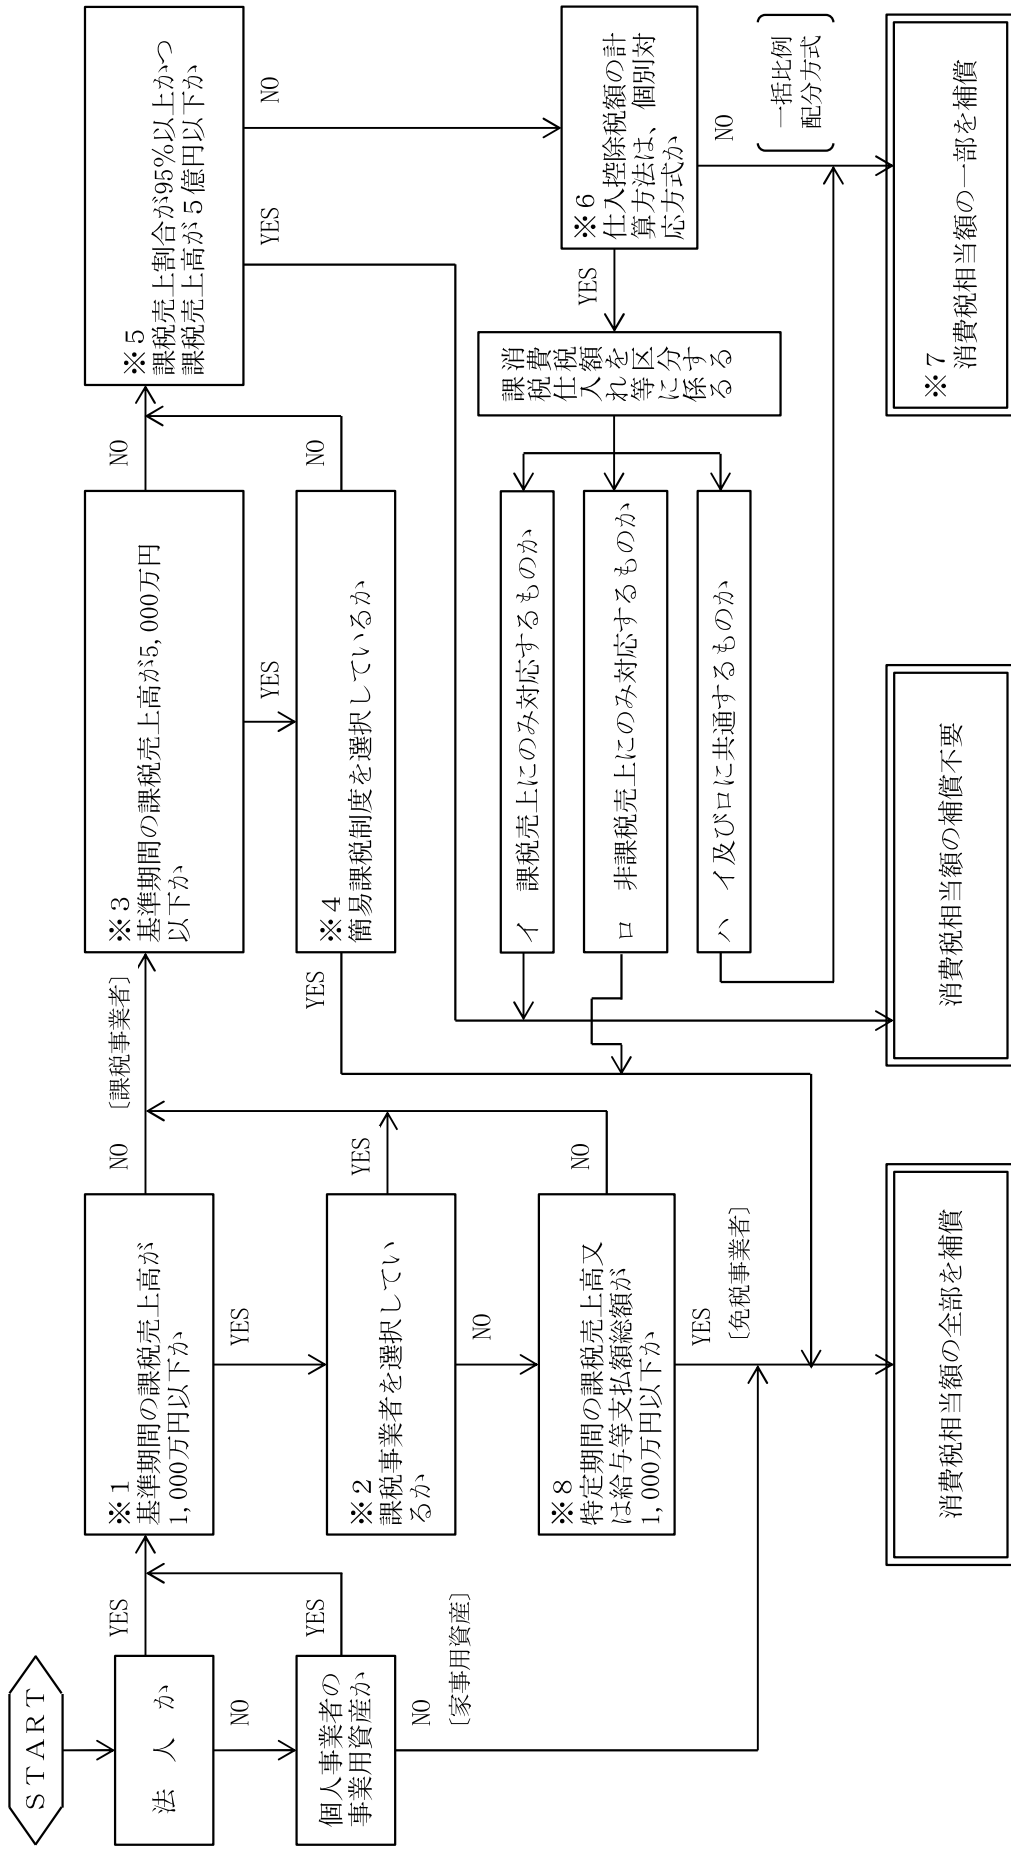 START
法人か
YES
NO
個人事業者の
事業用資産か
YES
NO
〔家事用資産〕
※1
基準期間の課税売上高が
1,000万円以下か
NO
〔課税事業者〕
YES
※2
課税事業者を選択してい
るか
YES
NO
※8
特定期間の課税売上高又
は給与等支払額総額が
1,000万円以下か
NO
YES
〔免税事業者〕
※3
基準期間の課税売上高が5,000万円
以下か
NO
YES
※4
簡易課税制度を選択しているか
YES
NO
※5
課税売上割合が95%以上かつ
課税売上高が5億円以下か
YES
NO
※6
仕入控除税額の計
算方法は、個別対
応方式か
YES
NO
〔一括比例
配分方式〕
課税仕入れ等に係る
消費税額を区分する
イ 課税売上にのみ対応するものか
ロ 非課税売上にのみ対応するものか
ハ イ及びロに共通するものか
消費税相当額の全部を補償
消費税相当額の補償不要
※7
消費税相当額の一部を補償